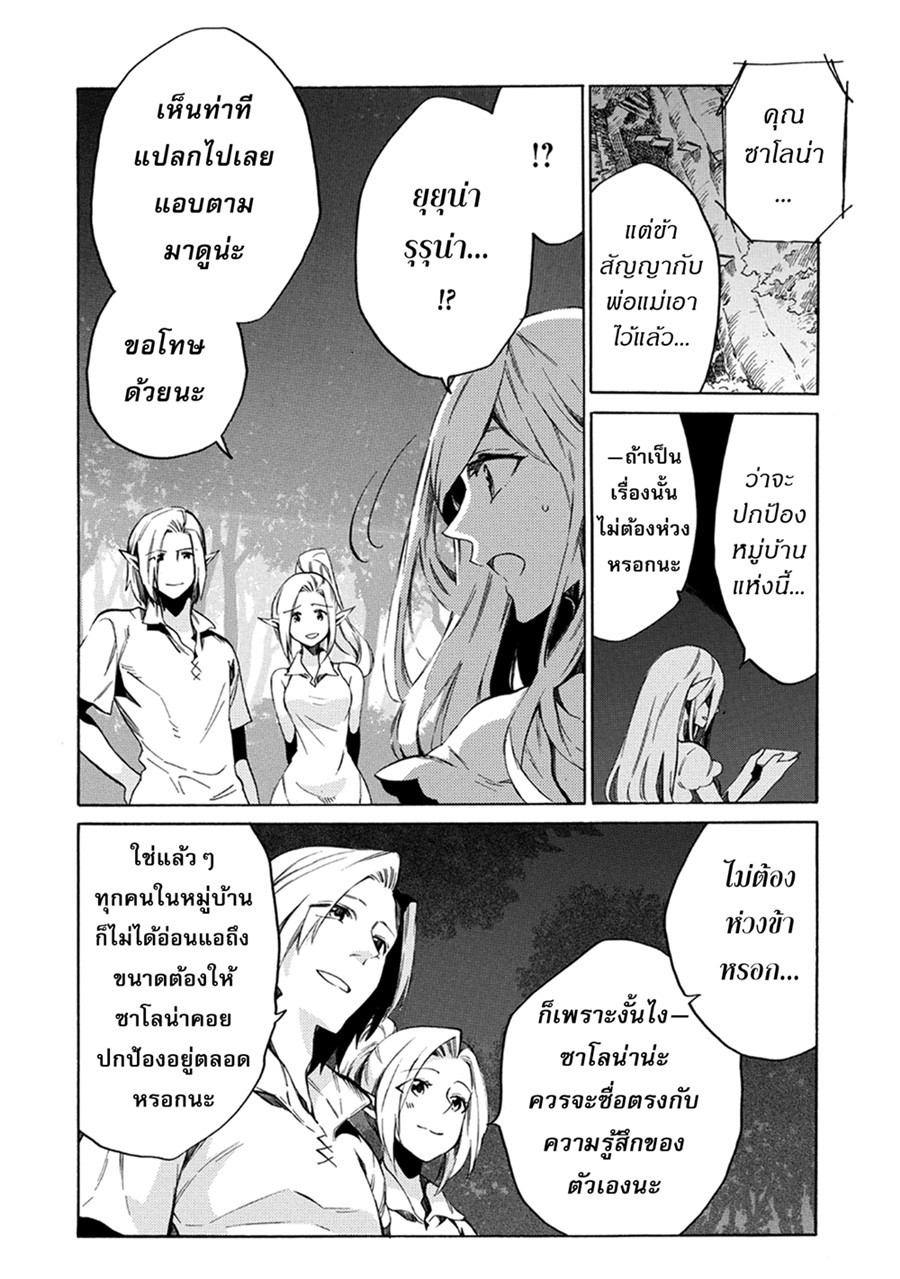 คุณ
ซาโลน่า
...
แต่ข้า
สัญญากับ
พ่อแม่เอา
ไว้แล้ว...
ว่าจะ
ปกป้อง
หมู่บ้าน
แห่งนี้...
—ถ้าเป็น
เรื่องนั้น
ไม่ต้องห่วง
หรอกนะ
!?
ยุยุน่า
รุรุน่า...
!?
เห็นท่าที
แปลกไปเลย
แอบตาม
มาดูน่ะ
ขอโทษ
ด้วยนะ
ไม่ต้อง
ห่วงข้า
หรอก...
ก็เพราะงั้นไง—
ซาโลน่าน่ะ
ควรจะซื่อตรงกับ
ความรู้สึกของ
ตัวเองนะ
ใช่แล้วๆ
ทุกคนในหมู่บ้าน
ก็ไม่ได้อ่อนแอถึง
ขนาดต้องให้
ซาโลน่าคอย
ปกป้องอยู่ตลอด
หรอกนะ